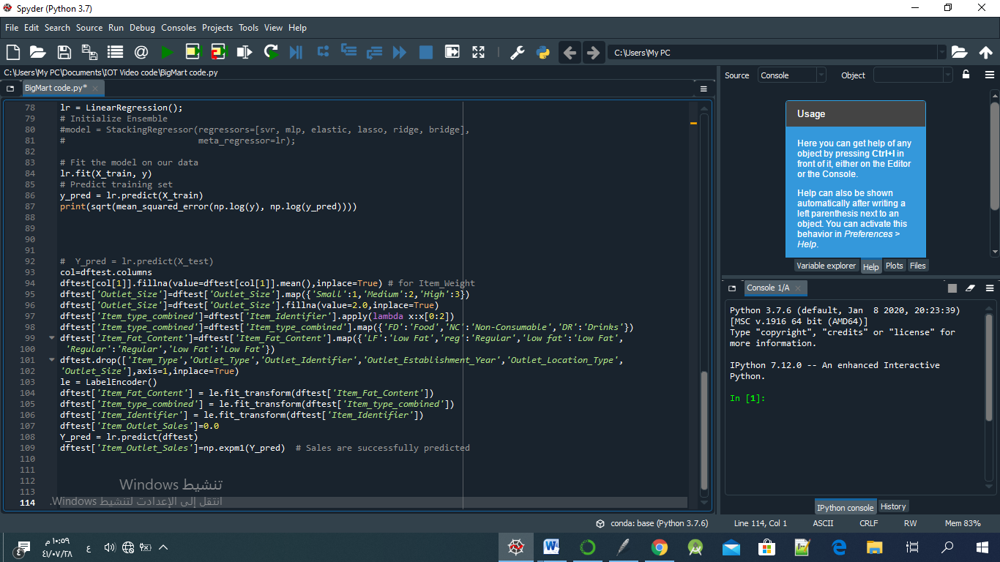 Spyder (Python 3.7)
File Edit Search Source Run Debug Consoles Projects Tools View Help
C:\Users\My PC
C:\Users\My PC\Documents\IOT Video code\BigMart code.py
BigMart code.py*
78 lr = LinearRegression();
79 # Initialize Ensemble
80 #model = StackingRegressor(regressors=[svr, mlp, elastic, lasso, ridge, bridge],
81 # meta_regressor=lr);
82
83 # Fit the model on our data
84 lr.fit(X_train, y)
85 # Predict training set
86 y_pred = lr.predict(X_train)
87 print(sqrt(mean_squared_error(np.log(y), np.log(y_pred))))
88
89
90
91
92 # Y_pred = lr.predict(X_test)
93 col=dftest.columns
94 dftest[col[1]].fillna(value=dftest[col[1]].mean(),inplace=True) # for Item_Weight
95 dftest['Outlet_Size']=dftest['Outlet_Size'].map({'Small':1,'Medium':2,'High':3})
96 dftest['Outlet_Size']=dftest['Outlet_Size'].fillna(value=2.0,inplace=True)
97 dftest['Item_type_combined']=dftest['Item_Identifier'].apply(lambda x:x[0:2])
98 dftest['Item_type_combined']=dftest['Item_type_combined'].map({'FD':'Food','NC':'Non-Consumable','DR':'Drinks'})
99 dftest['Item_Fat_Content']=dftest['Item_Fat_Content'].map({'LF':'Low Fat','reg':'Regular','low fat':'Low Fat',
100 'Regular':'Regular','Low Fat':'Low Fat'})
101 dftest.drop(['Item_Type','Outlet_Type','Outlet_Identifier','Outlet_Establishment_Year','Outlet_Location_Type',
102 'Outlet_Size'],axis=1,inplace=True)
103 le = LabelEncoder()
104 dftest['Item_Fat_Content'] = le.fit_transform(dftest['Item_Fat_Content'])
105 dftest['Item_type_combined'] = le.fit_transform(dftest['Item_type_combined'])
106 dftest['Item_Identifier'] = le.fit_transform(dftest['Item_Identifier'])
107 dftest['Item_Outlet_Sales']=0.0
108 Y_pred = lr.predict(dftest)
109 dftest['Item_Outlet_Sales']=np.expm1(Y_pred) # Sales are successfully predicted
110
111
112
113
114
تنشيط Windows
انتقل إلى الإعدادات لتنشيط Windows.
Source Console Object
Usage
Here you can get help of any
object by pressing Ctrl+I in
front of it, either on the Editor
or the Console.
Help can also be shown
automatically after writing a
left parenthesis next to an
object. You can activate this
behavior in Preferences >
Help.
Variable explorer Help Plots Files
Console 1/A
Python 3.7.6 (default, Jan  8 2020, 20:23:39)
[MSC v.1916 64 bit (AMD64)]
Type "copyright", "credits" or "license" for
more information.
IPython 7.12.0 -- An enhanced Interactive
Python.
In [1]:
IPython console History
conda: base (Python 3.7.6) Line 114, Col 1 ASCII CRLF RW Mem 83%
٤
١٠:٥٩ م
٤١/٠٧/٢٨
ع